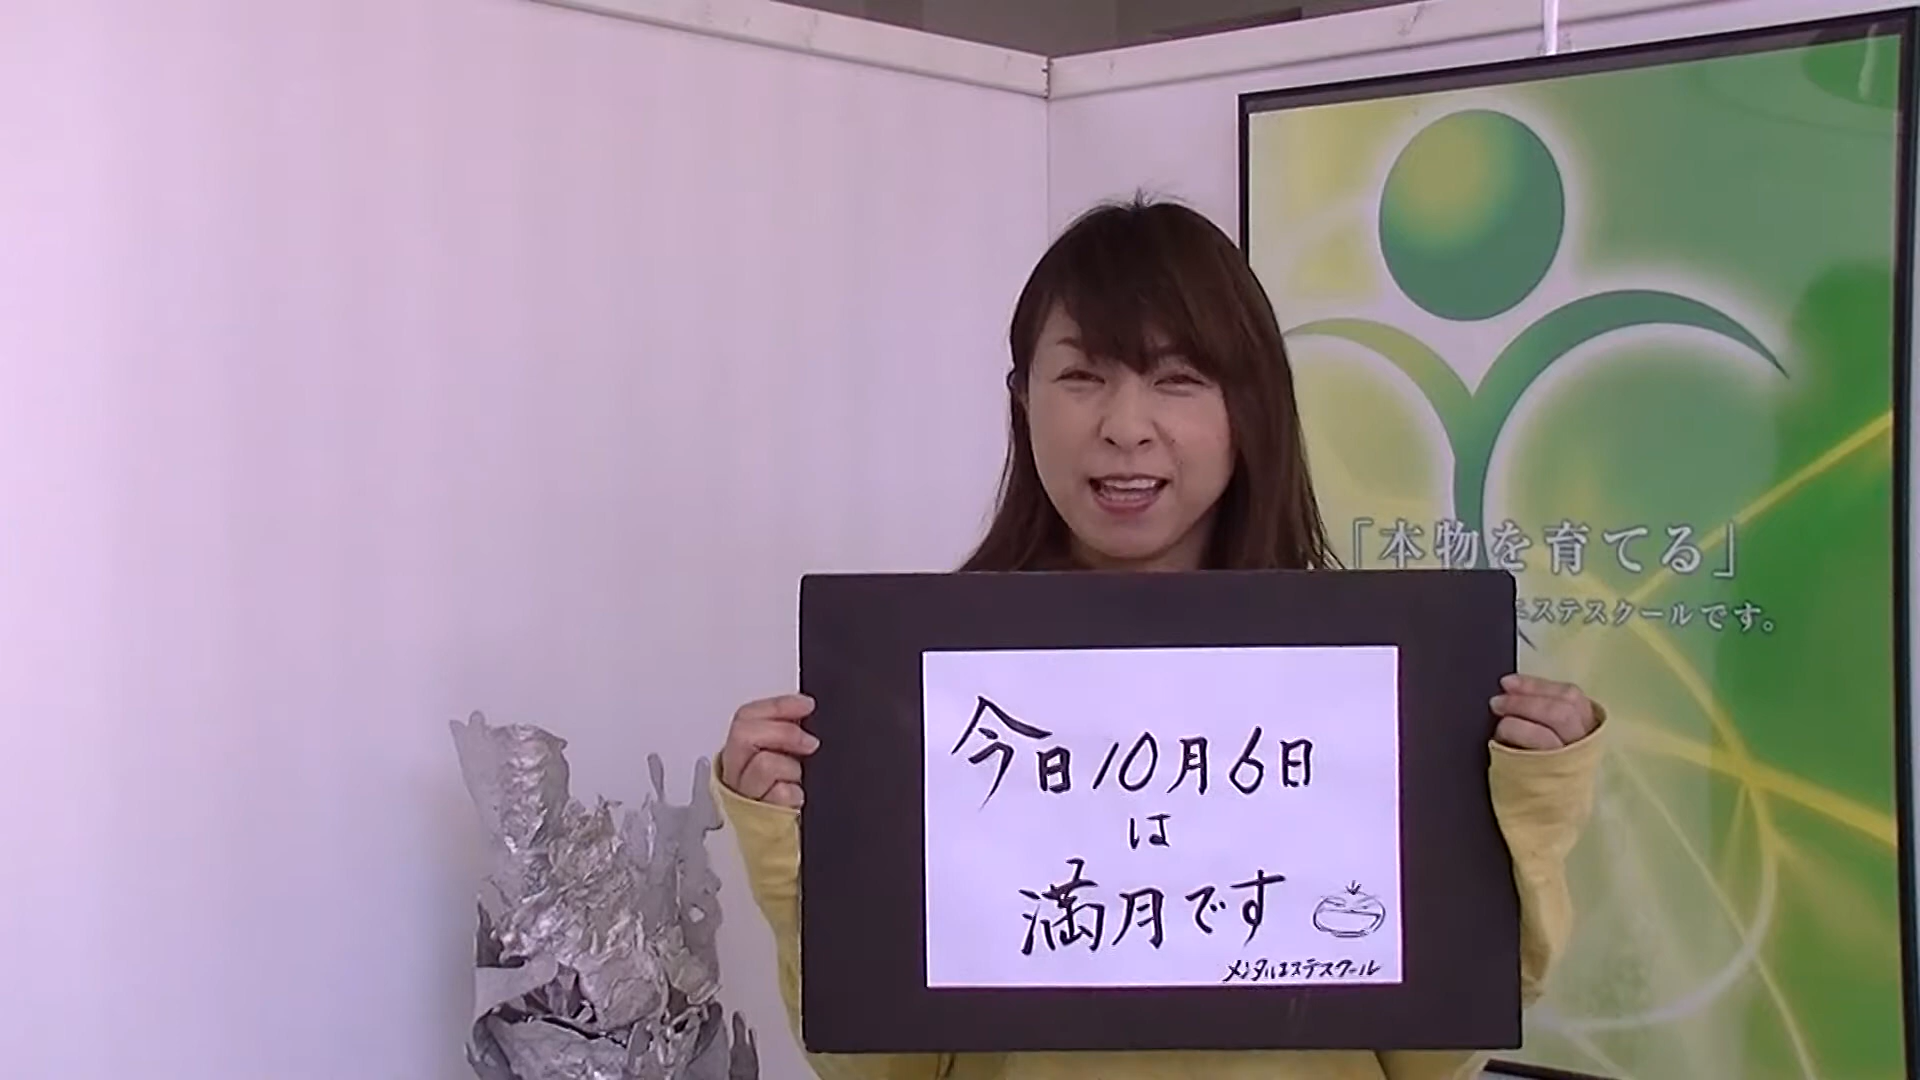 「本物を育てる」
エステスクールです。
今日10月6日
は
満月です
メンタルエステスクール